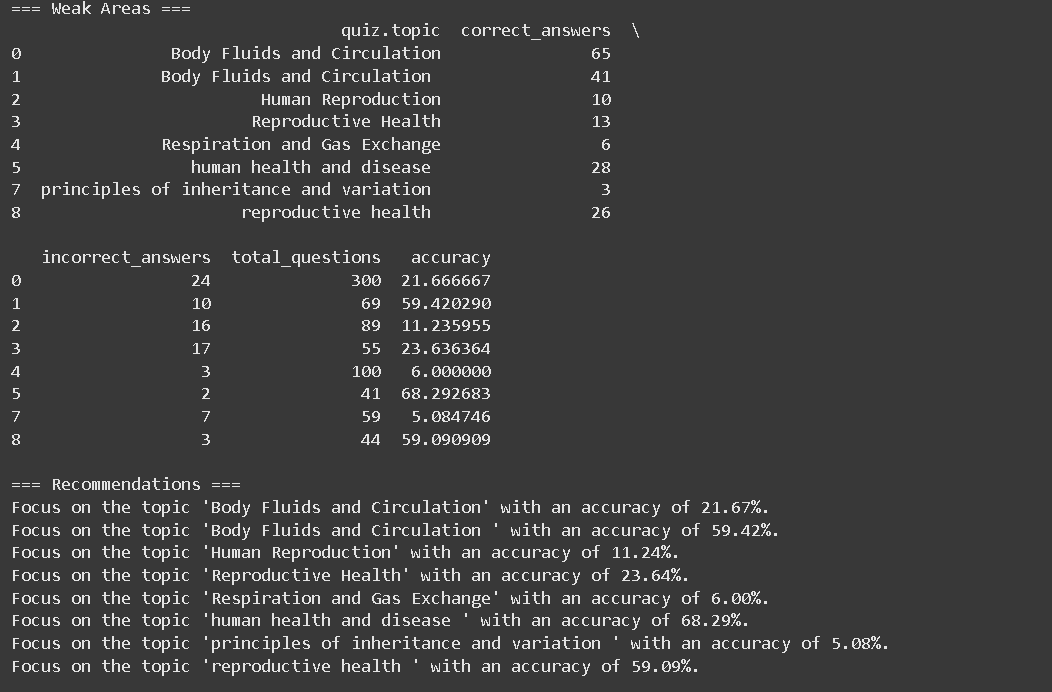 === Weak Areas ===
                                 quiz.topic  correct_answers  \
0               Body Fluids and Circulation               65
1              Body Fluids and Circulation                41
2                        Human Reproduction               10
3                       Reproductive Health               13
4              Respiration and Gas Exchange                6
5                 human health and disease                28
7  principles of inheritance and variation                 3
8                      reproductive health                26

   incorrect_answers  total_questions   accuracy
0                 24              300  21.666667
1                 10               69  59.420290
2                 16               89  11.235955
3                 17               55  23.636364
4                  3              100   6.000000
5                  2               41  68.292683
7                  7               59   5.084746
8                  3               44  59.090909

=== Recommendations ===
Focus on the topic 'Body Fluids and Circulation' with an accuracy of 21.67%.
Focus on the topic 'Body Fluids and Circulation ' with an accuracy of 59.42%.
Focus on the topic 'Human Reproduction' with an accuracy of 11.24%.
Focus on the topic 'Reproductive Health' with an accuracy of 23.64%.
Focus on the topic 'Respiration and Gas Exchange' with an accuracy of 6.00%.
Focus on the topic 'human health and disease ' with an accuracy of 68.29%.
Focus on the topic 'principles of inheritance and variation ' with an accuracy of 5.08%.
Focus on the topic 'reproductive health ' with an accuracy of 59.09%.